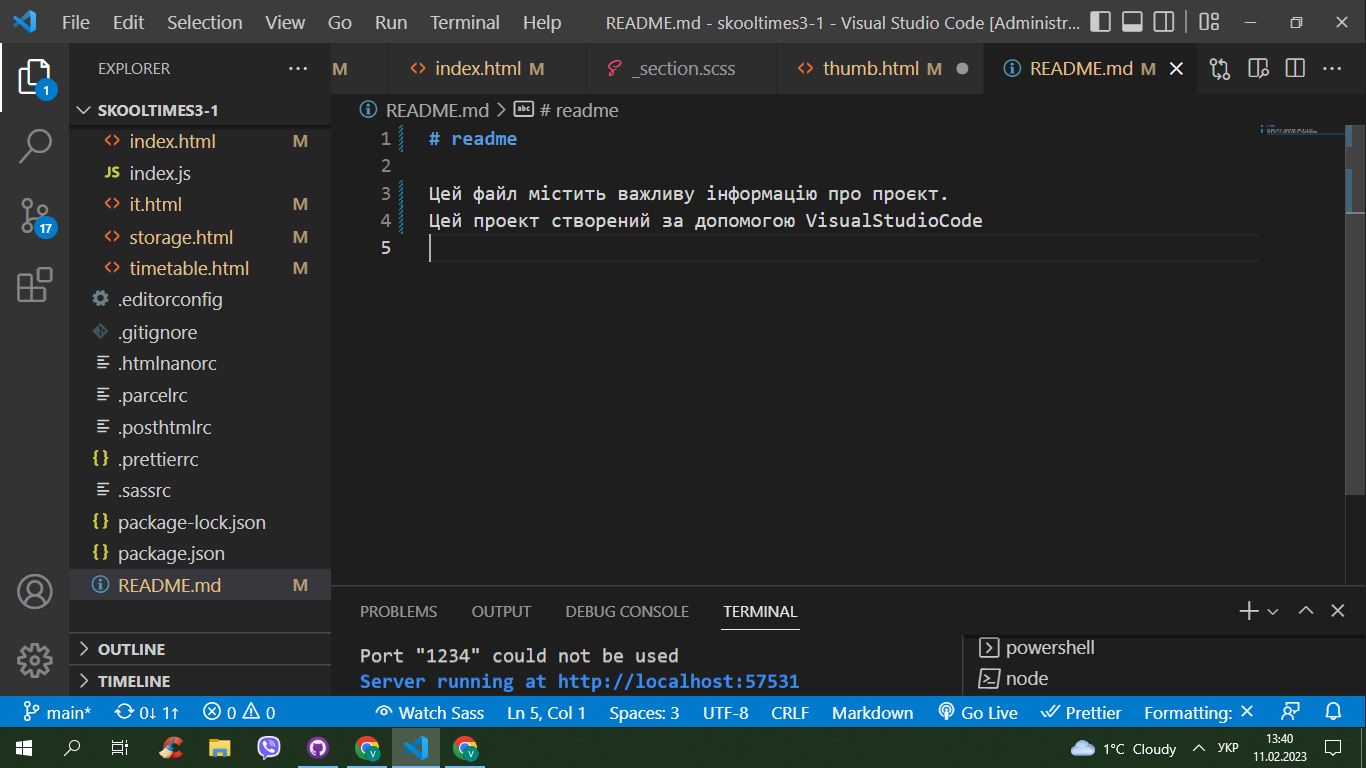 File Edit Selection View Go Run Terminal Help README.md - skooltimes3-1 - Visual Studio Code [Administr...
EXPLORER
M index.html M _section.scss thumb.html M README.md M
1
SKOOLTIMES3-1
README.md > # readme
index.html M
index.js
it.html M
17
storage.html M
timetable.html M
.editorconfig
.gitignore
.htmlnanorc
.parcelrc
.posthtmlrc
.prettierrc
.sassrc
package-lock.json
package.json
README.md M
OUTLINE
TIMELINE
1 # readme
2
3 Цей файл містить важливу інформацію про проєкт.
4 Цей проект створений за допомогою VisualStudioCode
5
PROBLEMS OUTPUT DEBUG CONSOLE TERMINAL
Port "1234" could not be used
Server running at http://localhost:57531
powershell
node
main* 0↓ 1↑ 0 0 Watch Sass Ln 5, Col 1 Spaces: 3 UTF-8 CRLF Markdown Go Live Prettier Formatting: ×
1°C Cloudy УКР 13:40
11.02.2023